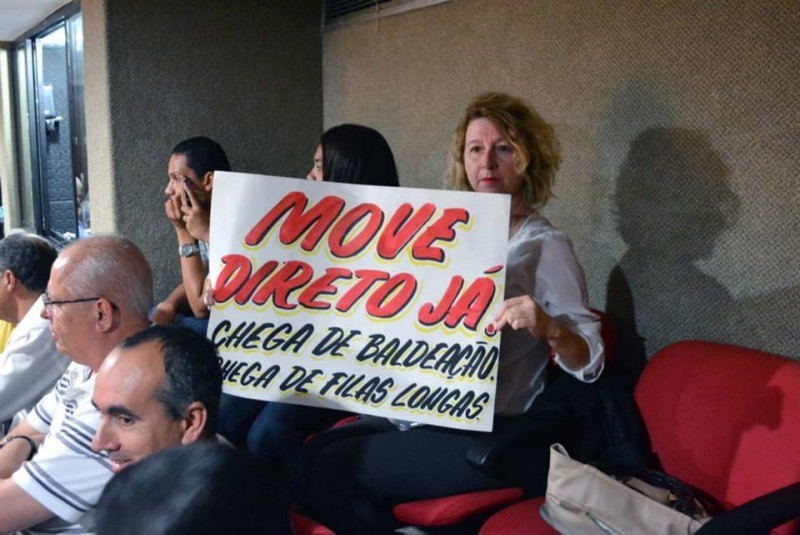 MOVE
DIRETO JÁ.
CHEGA DE BALDEAÇÃO.
CHEGA DE FILAS LONGAS.